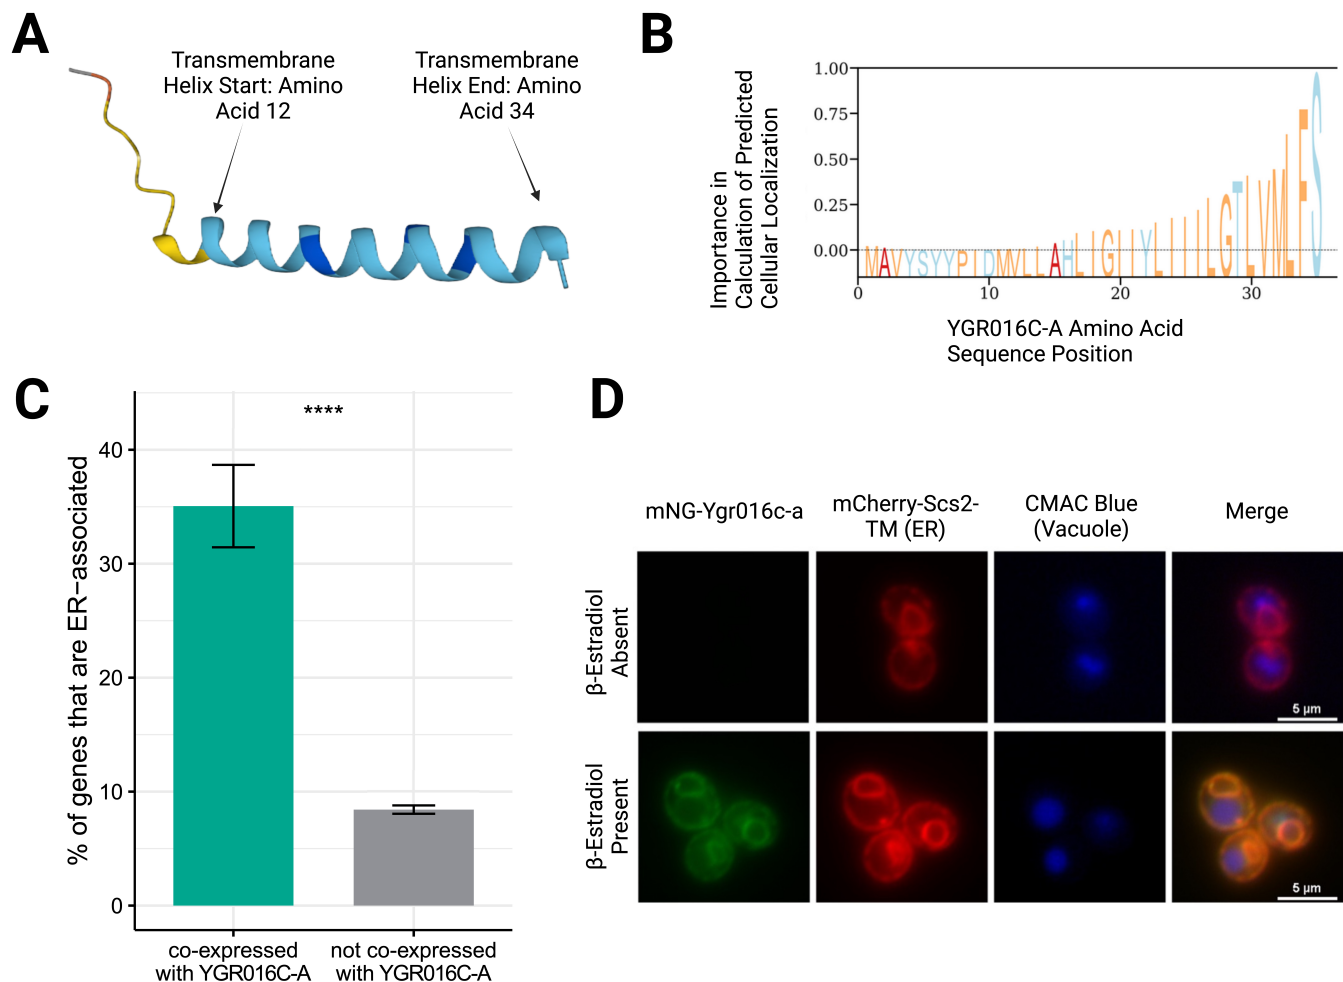 A
Transmembrane
Helix Start: Amino
Acid 12
Transmembrane
Helix End: Amino
Acid 34
B
Importance in
Calculation of Predicted
Cellular Localization
1.00
0.75
0.50
0.25
0.00
0
10
20
30
YGR016C-A Amino Acid
Sequence Position
C
% of genes that are ER−associated
****
40
30
20
10
0
co-expressed
with YGR016C-A
not co-expressed
with YGR016C-A
D
mNG-Ygr016c-a
mCherry-Scs2-
TM (ER)
CMAC Blue
(Vacuole)
Merge
β-Estradiol
Absent
5 µm
β-Estradiol
Present
5 µm